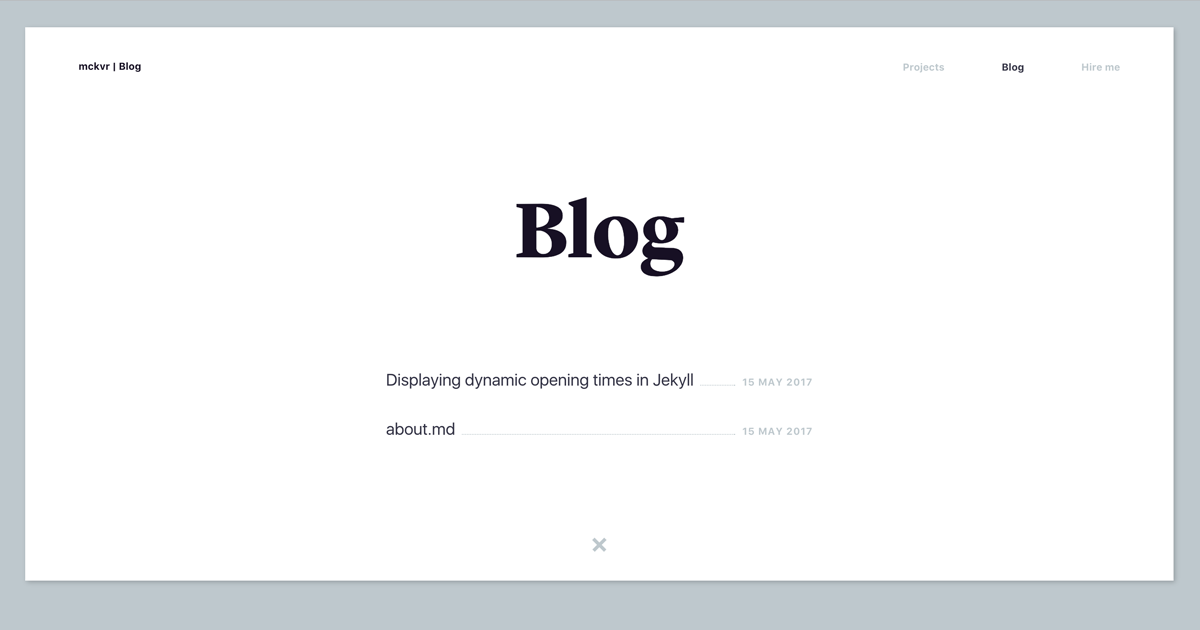 mckvr | Blog
Projects Blog Hire me
Blog
Displaying dynamic opening times in Jekyll 15 MAY 2017
about.md 15 MAY 2017